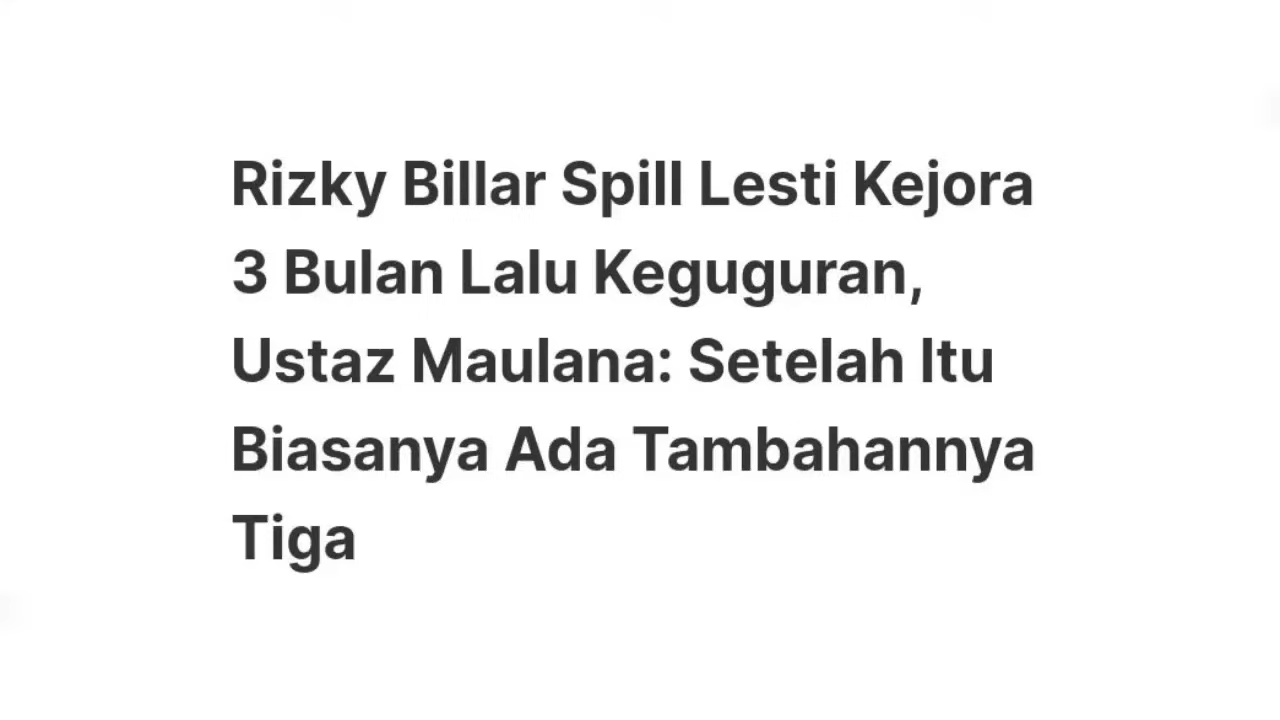 Rizky Billar Spill Lesti Kejora
3 Bulan Lalu Keguguran,
Ustaz Maulana: Setelah Itu
Biasanya Ada Tambahannya
Tiga